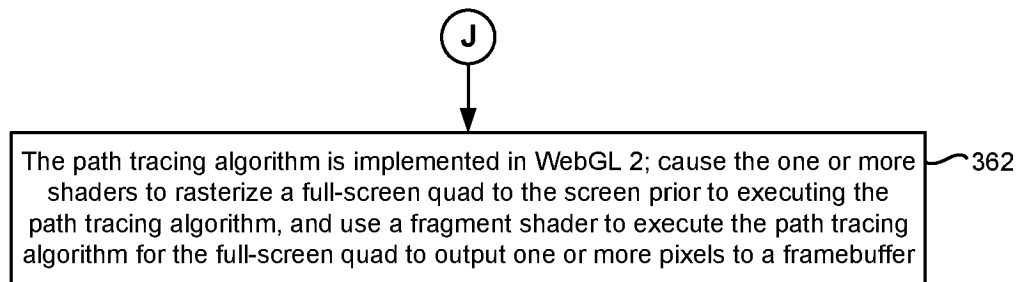 J
The path tracing algorithm is implemented in WebGL 2; cause the one or more
362
shaders to rasterize a full-screen quad to the screen prior to executing the
path tracing algorithm, and use a fragment shader to execute the path tracing
algorithm for the full-screen quad to output one or more pixels to a framebuffer